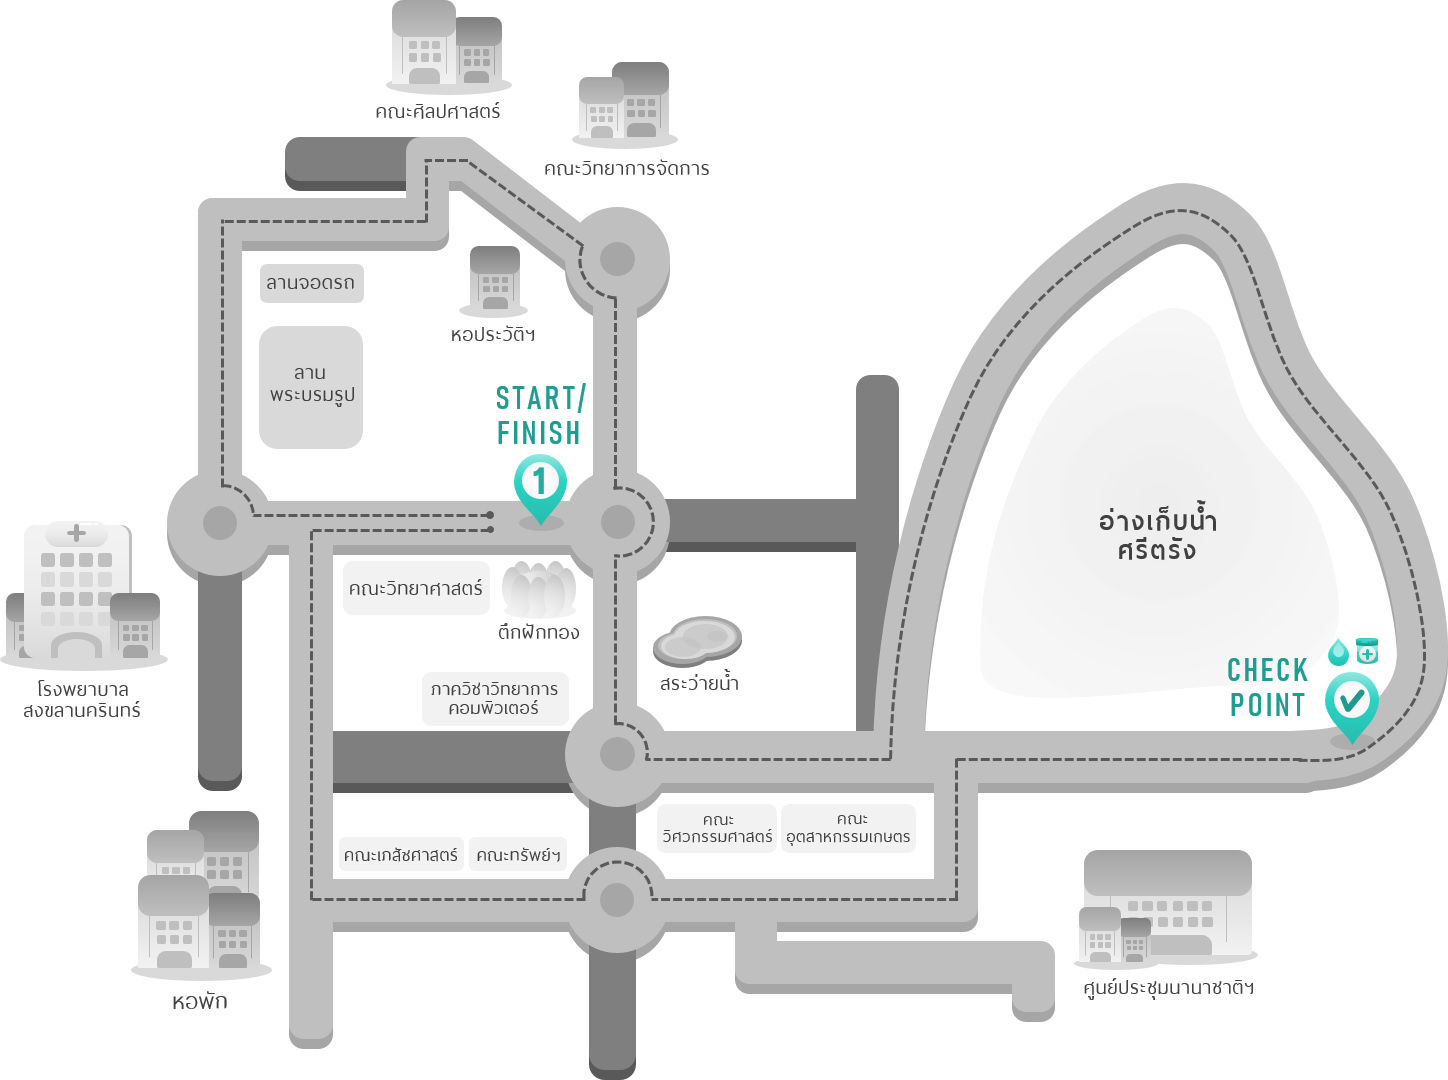 คณะศิลปศาสตร์
คณะวิทยาการจัดการ
ลานจอดรถ
หอประวัติฯ
ลาน
พระบรมรูป
START/
FINISH
1
อ่างเก็บน้ำ
ศรีตรัง
คณะวิทยาศาสตร์
ตึกฟักทอง
สระว่ายน้ำ
CHECK
POINT
โรงพยาบาล
สงขลานครินทร์
ภาควิชาวิทยาการ
คอมพิวเตอร์
คณะ
วิศวกรรมศาสตร์
คณะ
อุตสาหกรรมเกษตร
คณะเภสัชศาสตร์
คณะทรัพย์ฯ
หอพัก
ศูนย์ประชุมนานาชาติฯ